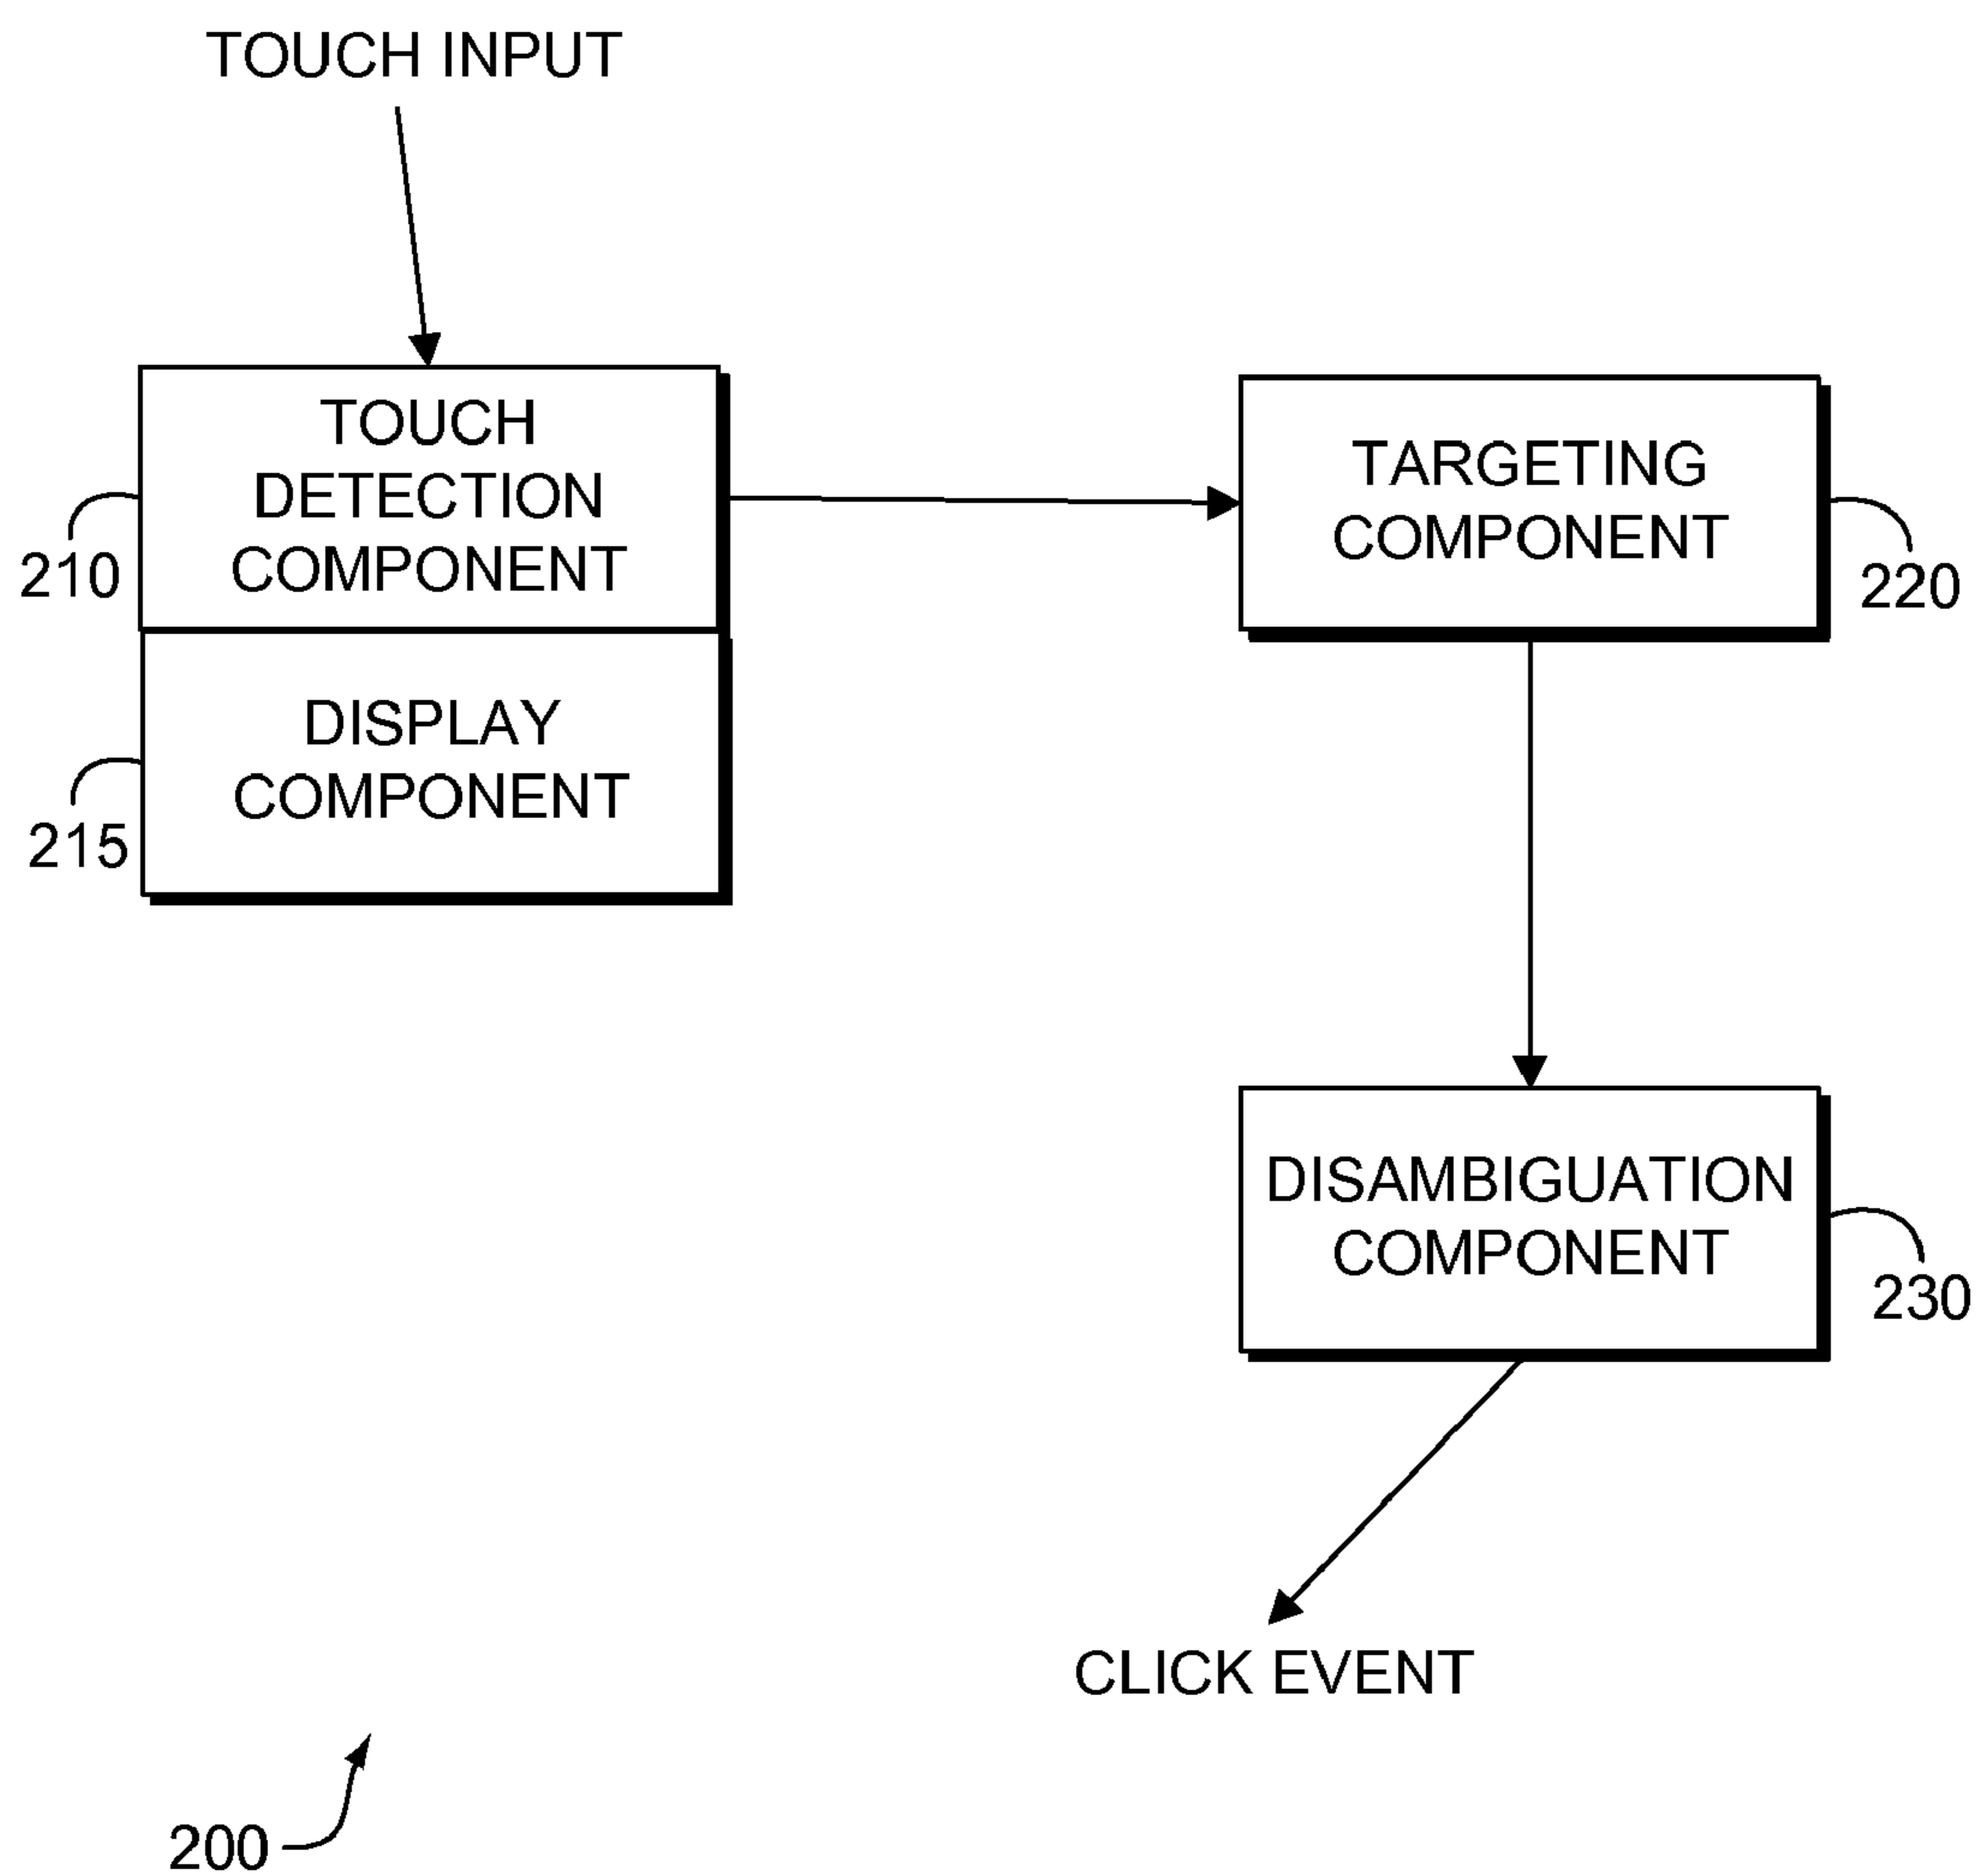 TOUCH INPUT
TOUCH
DETECTION
COMPONENT
210
TARGETING
COMPONENT
220
DISPLAY
COMPONENT
215
DISAMBIGUATION
COMPONENT
230
CLICK EVENT
200